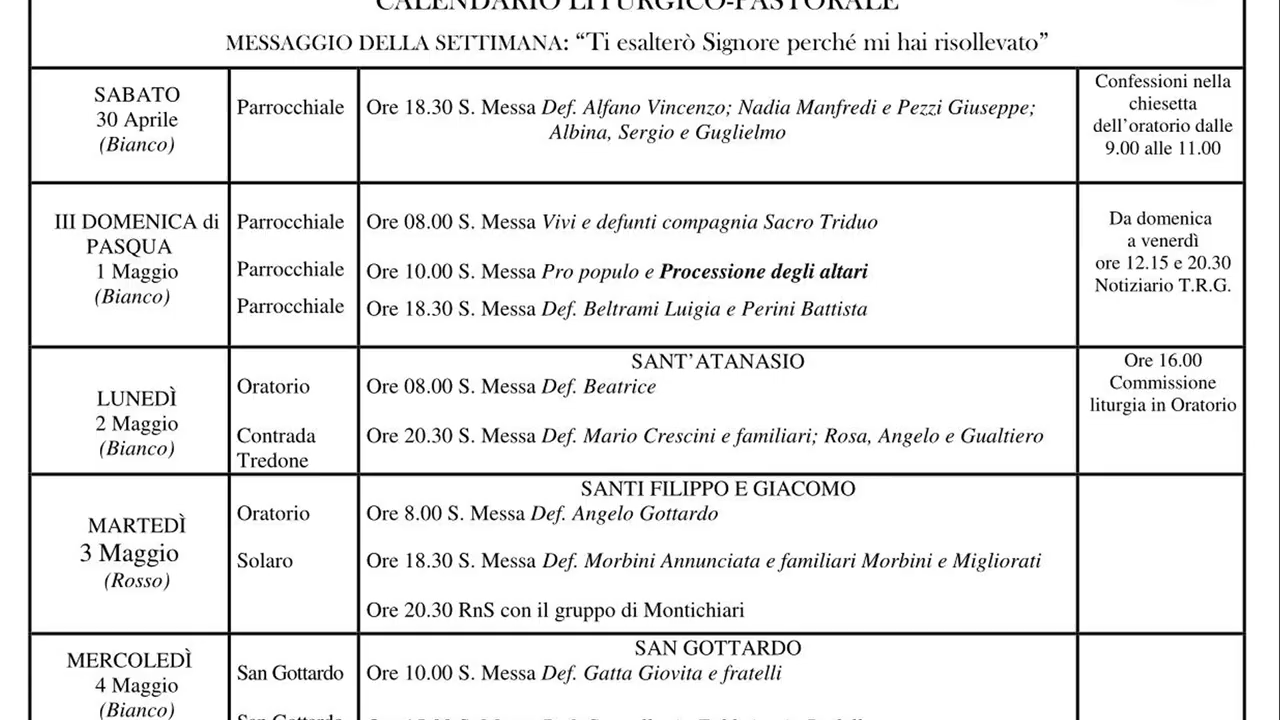 CALENDARIO LITURGICO-PASTORALE
MESSAGGIO DELLA SETTIMANA: “Ti esalterò Signore perché mi hai risollevato”
SABATO
30 Aprile
(Bianco)
Parrocchiale
Ore 18.30 S. Messa Def. Alfano Vincenzo; Nadia Manfredi e Pezzi Giuseppe;
Albina, Sergio e Guglielmo
Confessioni nella
chiesetta
dell’oratorio dalle
9.00 alle 11.00
III DOMENICA di
PASQUA
1 Maggio
(Bianco)
Parrocchiale
Ore 08.00 S. Messa Vivi e defunti compagnia Sacro Triduo
Parrocchiale
Ore 10.00 S. Messa Pro populo e Processione degli altari
Parrocchiale
Ore 18.30 S. Messa Def. Beltrami Luigia e Perini Battista
Da domenica
a venerdì
ore 12.15 e 20.30
Notiziario T.R.G.
LUNEDÌ
2 Maggio
(Bianco)
SANT’ATANASIO
Oratorio
Ore 08.00 S. Messa Def. Beatrice
Contrada
Tredone
Ore 20.30 S. Messa Def. Mario Crescini e familiari; Rosa, Angelo e Gualtiero
Ore 16.00
Commissione
liturgia in Oratorio
MARTEDÌ
3 Maggio
(Rosso)
SANTI FILIPPO E GIACOMO
Oratorio
Ore 8.00 S. Messa Def. Angelo Gottardo
Solaro
Ore 18.30 S. Messa Def. Morbini Annunciata e familiari Morbini e Migliorati
Ore 20.30 RnS con il gruppo di Montichiari
MERCOLEDÌ
4 Maggio
(Bianco)
SAN GOTTARDO
San Gottardo
Ore 10.00 S. Messa Def. Gatta Giovita e fratelli
San Gottardo